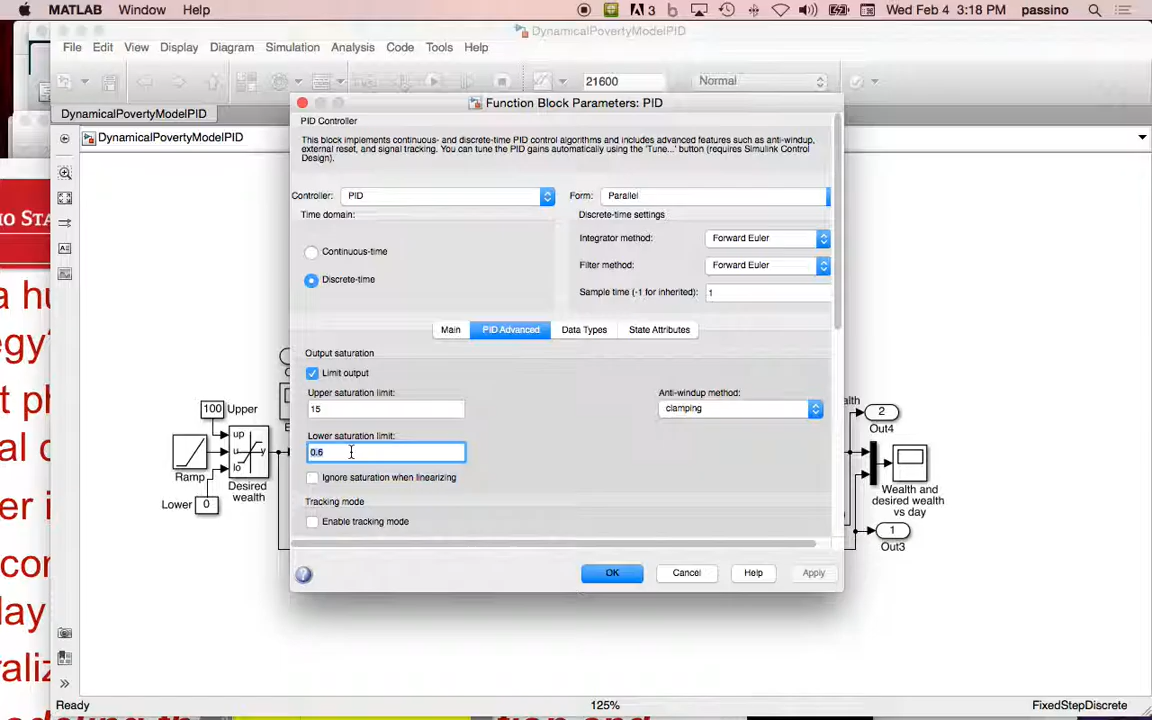 MATLAB Window Help 3 Wed Feb 4 3:18 PM passino
DynamicalPovertyModelPID
File Edit View Display Diagram Simulation Analysis Code Tools Help
21600 Normal
DynamicalPovertyModelPID
DynamicalPovertyModelPID
Function Block Parameters: PID
PID Controller
This block implements continuous- and discrete-time PID control algorithms and includes advanced features such as anti-windup,
external reset, and signal tracking. You can tune the PID gains automatically using the 'Tune...' button (requires Simulink Control
Design).
Controller: PID Form: Parallel
Time domain: Discrete-time settings
Continuous-time
Discrete-time
Integrator method: Forward Euler
Filter method: Forward Euler
Sample time (-1 for inherited): 1
Main PID Advanced Data Types State Attributes
Output saturation
Limit output
Upper saturation limit:
15
Anti-windup method:
clamping
Lower saturation limit:
0.6
Ignore saturation when linearizing
Tracking mode
Enable tracking mode
OK Cancel Help Apply
100 Upper
up
u y
lo
Ramp
Desired
wealth
Lower 0
2
Out4
Wealth and
desired wealth
vs day
1
Out3
a
Ready 125% FixedStepDiscrete